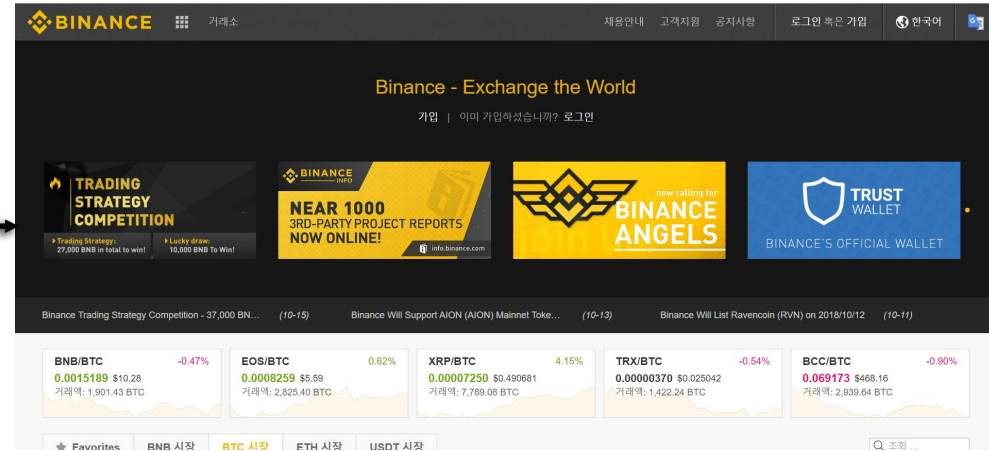 BINANCE 거래소 채용안내 고객지원 공지사항 로그인 혹은 가입 한국어
Binance - Exchange the World
가입 | 이미 가입하셨습니까? 로그인
TRADING
STRATEGY
COMPETITION
Trading Strategy:
27,000 BNB in total to win!
Lucky draw:
10,000 BNB To Win!
BINANCE
INFO
NEAR 1000
3RD-PARTY PROJECT REPORTS
NOW ONLINE!
info.binance.com
now calling for
BINANCE
ANGELS
join us
TRUST
WALLET
BINANCE'S OFFICIAL WALLET
Binance Trading Strategy Competition - 37,000 BN... (10-15) Binance Will Support AION (AION) Mainnet Toke... (10-13) Binance Will List Ravencoin (RVN) on 2018/10/12 (10-11)
BNB/BTC -0.47%
0.0015189 $10.28
거래액: 1,901.43 BTC
EOS/BTC 0.62%
0.0008259 $5.59
거래액: 2,825.40 BTC
XRP/BTC 4.15%
0.00007250 $0.490681
거래액: 7,789.08 BTC
TRX/BTC -0.54%
0.00000370 $0.025042
거래액: 1,422.24 BTC
BCC/BTC -0.90%
0.069173 $468.16
거래액: 2,939.64 BTC
Favorites BNB 시장 BTC 시장 ETH 시장 USDT 시장 조회 ...